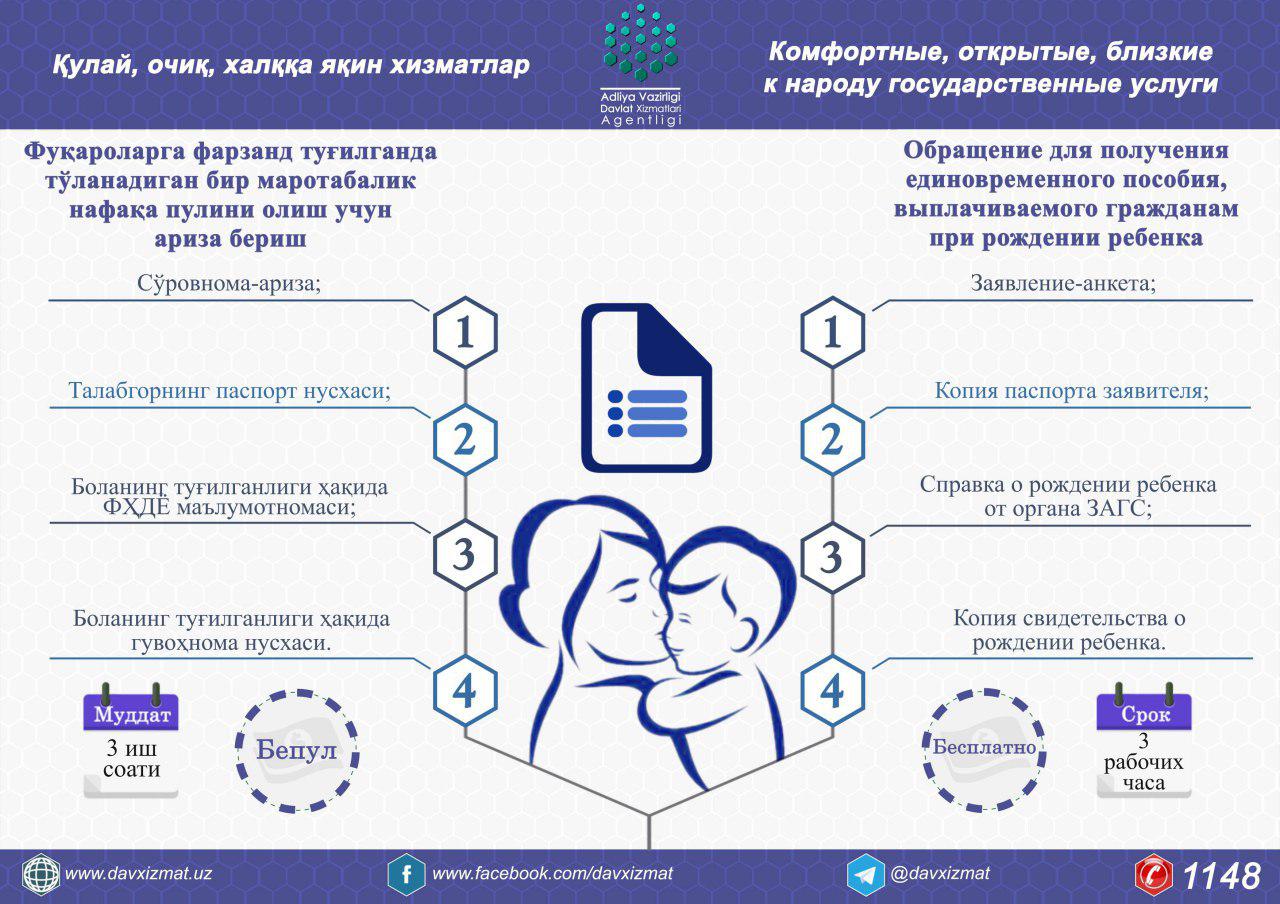 Қулай, очиқ, халққа яқин хизматлар
Adliya Vazirligi
Davlat Xizmatlari
Agentligi
Комфортные, открытые, близкие
к народу государственные услуги
Фуқароларга фарзанд туғилганда
тўланадиган бир маротабалик
нафақа пулини олиш учун
ариза бериш
Сўровнома-ариза;
1
Талабгорнинг паспорт нусхаси;
2
Боланинг туғилганлиги ҳақида
ФҲДЁ маълумотномаси;
3
Боланинг туғилганлиги ҳақида
гувоҳнома нусхаси.
4
Муддат
3 иш
соати
Бепул
Обращение для получения
единовременного пособия,
выплачиваемого гражданам
при рождении ребенка
1
Заявление-анкета;
2
Копия паспорта заявителя;
3
Справка о рождении ребенка
от органа ЗАГС;
4
Копия свидетельства о
рождении ребенка.
Бесплатно
Срок
3
рабочих
часа
www.davxizmat.uz
www.facebook.com/davxizmat
@davxizmat
1148